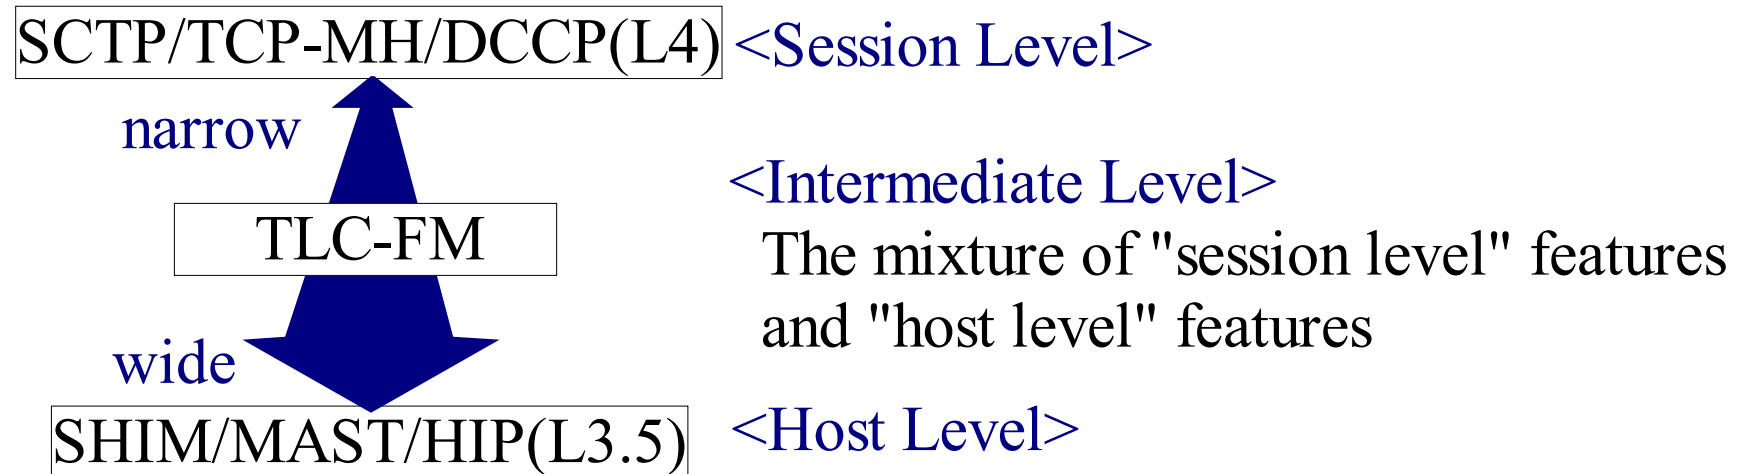 SCTP/TCP-MH/DCCP(L4) <Session Level>
narrow
<Intermediate Level>
TLC-FM
The mixture of "session level" features
and "host level" features
wide
SHIM/MAST/HIP(L3.5) <Host Level>